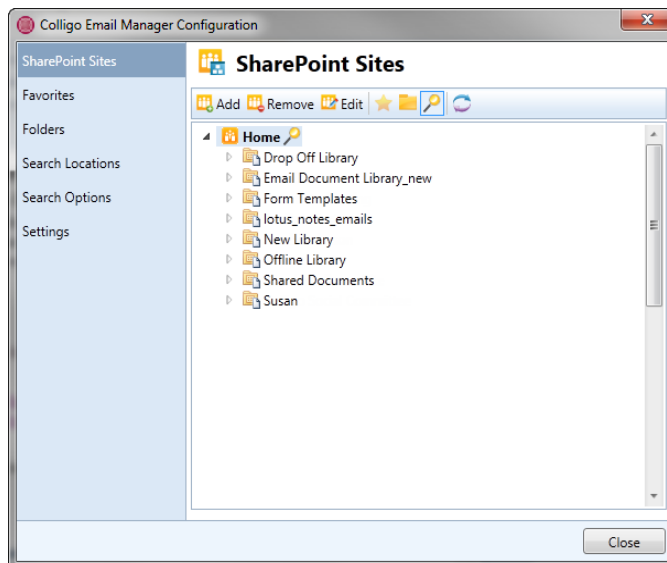 Colligo Email Manager Configuration
SharePoint Sites
Favorites
Folders
Search Locations
Search Options
Settings
SharePoint Sites
Add Remove Edit
Home
Drop Off Library
Email Document Library_new
Form Templates
lotus_notes_emails
New Library
Offline Library
Shared Documents
Susan
Close